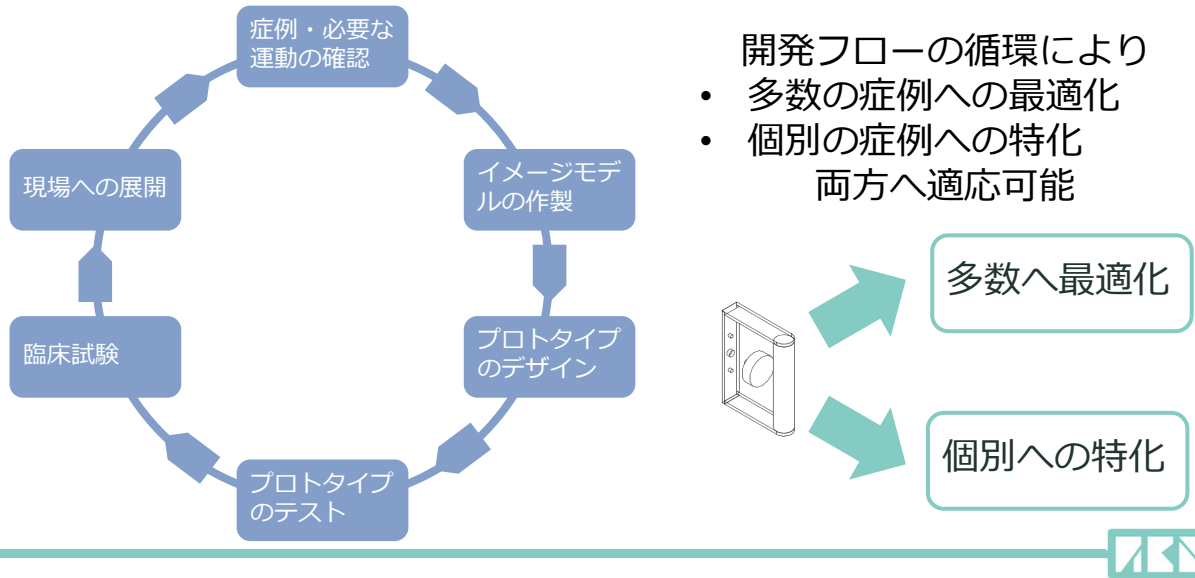 症例・必要な
運動の確認
イメージモデ
ルの作製
プロトタイプ
のデザイン
プロトタイプ
のテスト
臨床試験
現場への展開
開発フローの循環により
• 多数の症例への最適化
• 個別の症例への特化
両方へ適応可能
多数へ最適化
個別への特化